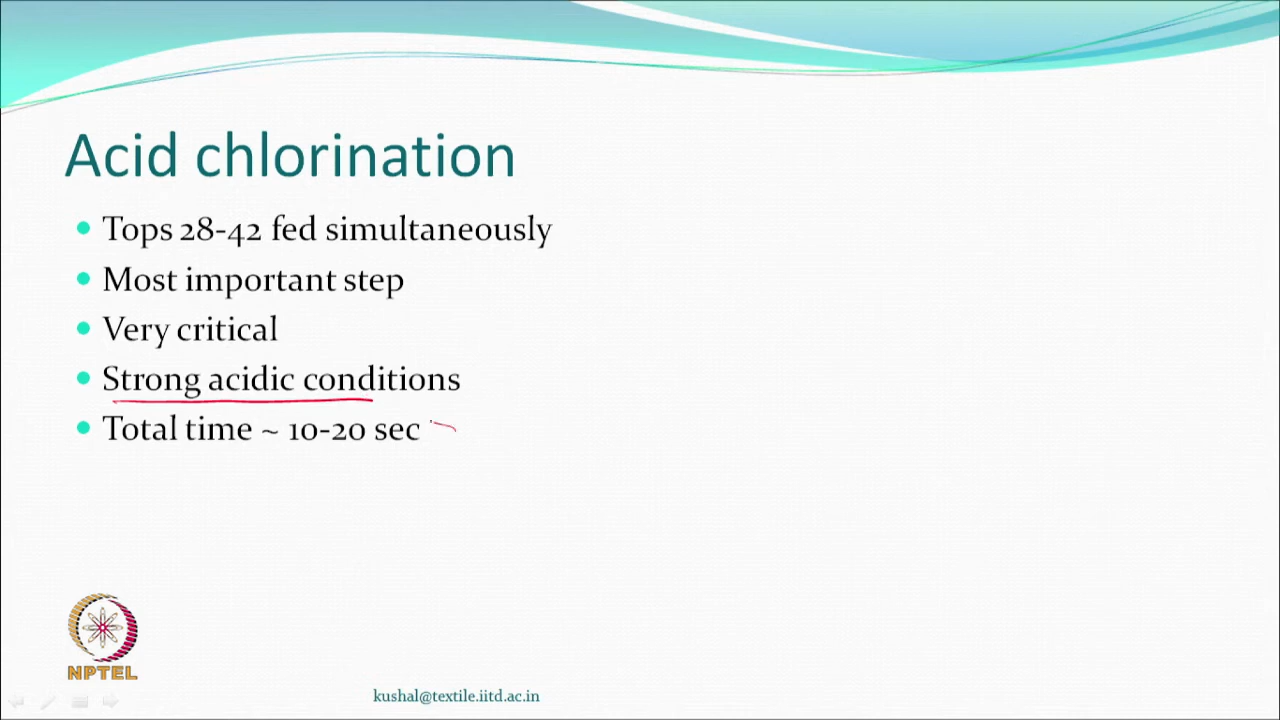 Acid chlorination
Tops 28-42 fed simultaneously
Most important step
Very critical
Strong acidic conditions
Total time ~ 10-20 sec
NPTEL
kushal@textile.iitd.ac.in